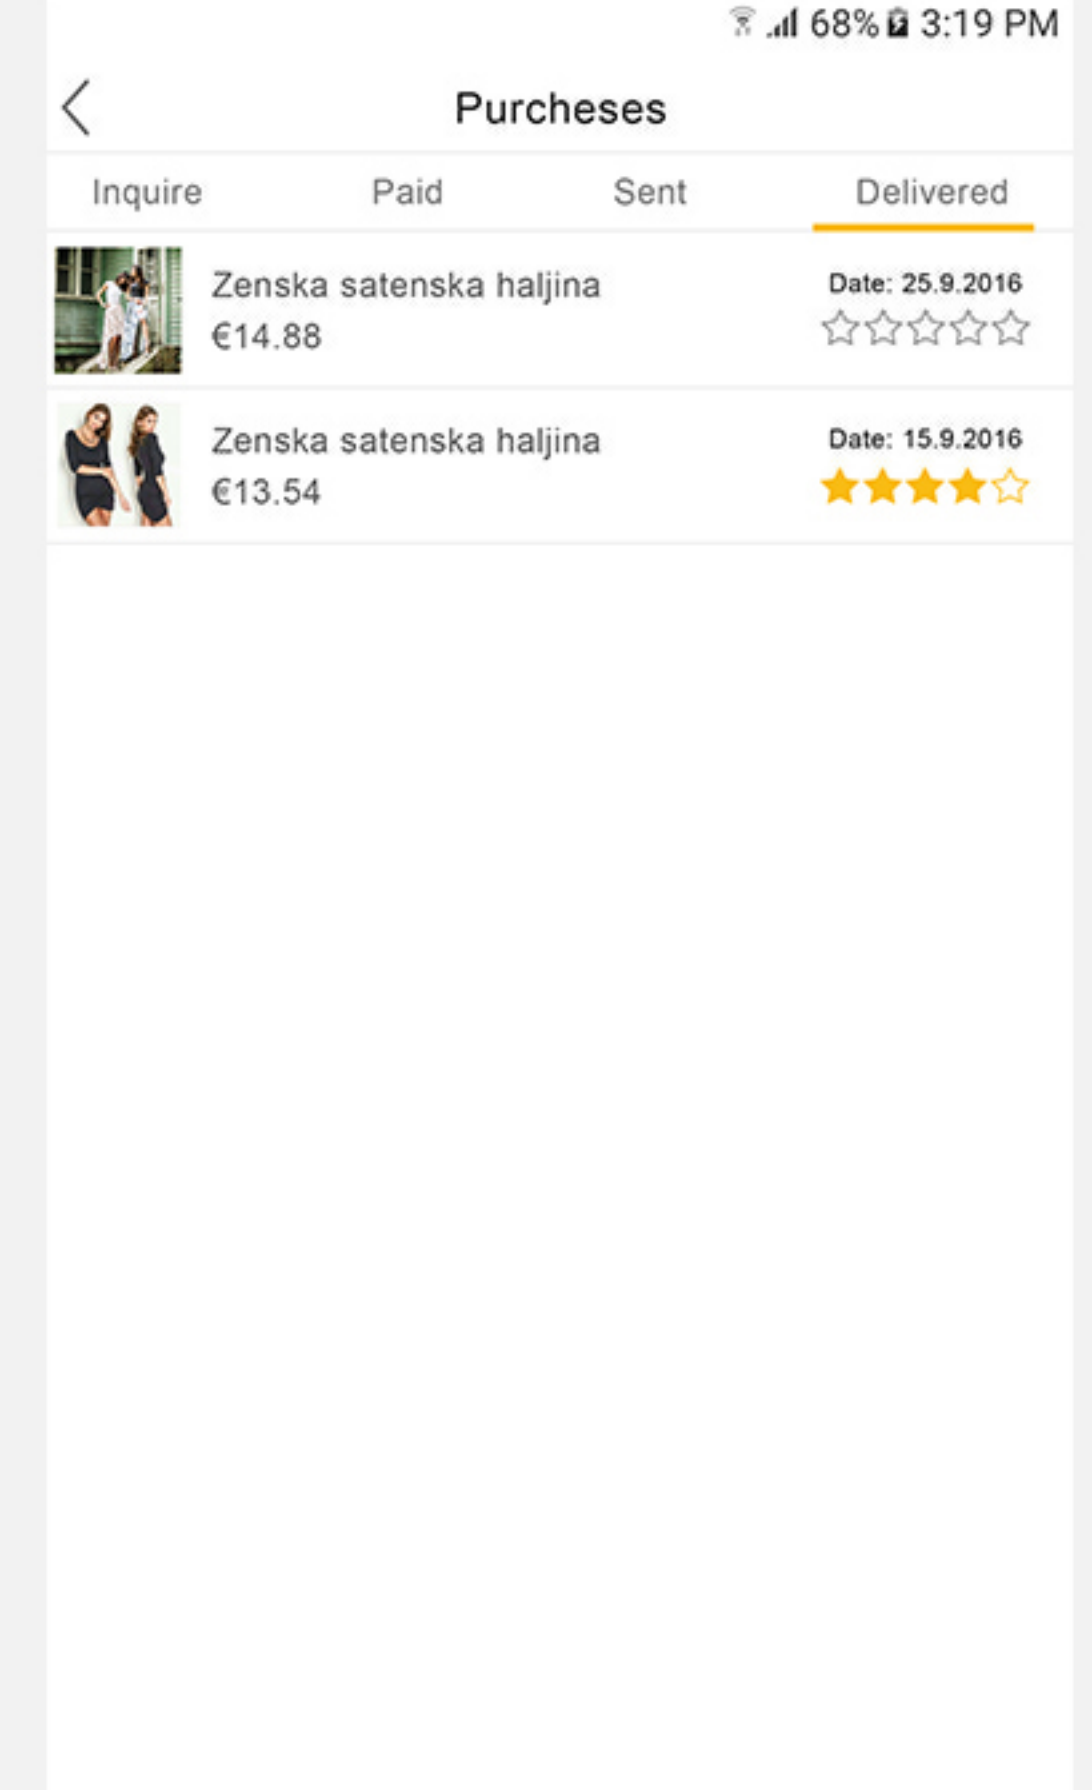 68% 3:19 PM
Purcheses
Inquire Paid Sent Delivered
Zenska satenska haljina
€14.88
Date: 25.9.2016
Zenska satenska haljina
€13.54
Date: 15.9.2016